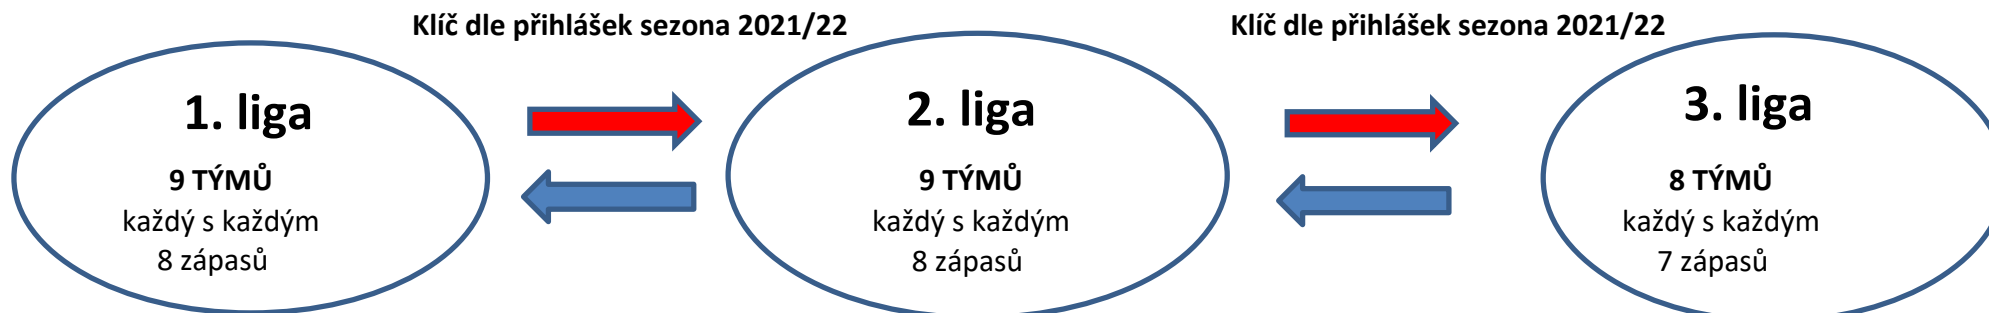 Klíč dle přihlášek sezona 2021/22
Klíč dle přihlášek sezona 2021/22
1. liga
9 TÝMŮ
každý s každým
8 zápasů
2. liga
9 TÝMŮ
každý s každým
8 zápasů
3. liga
8 TÝMŮ
každý s každým
7 zápasů